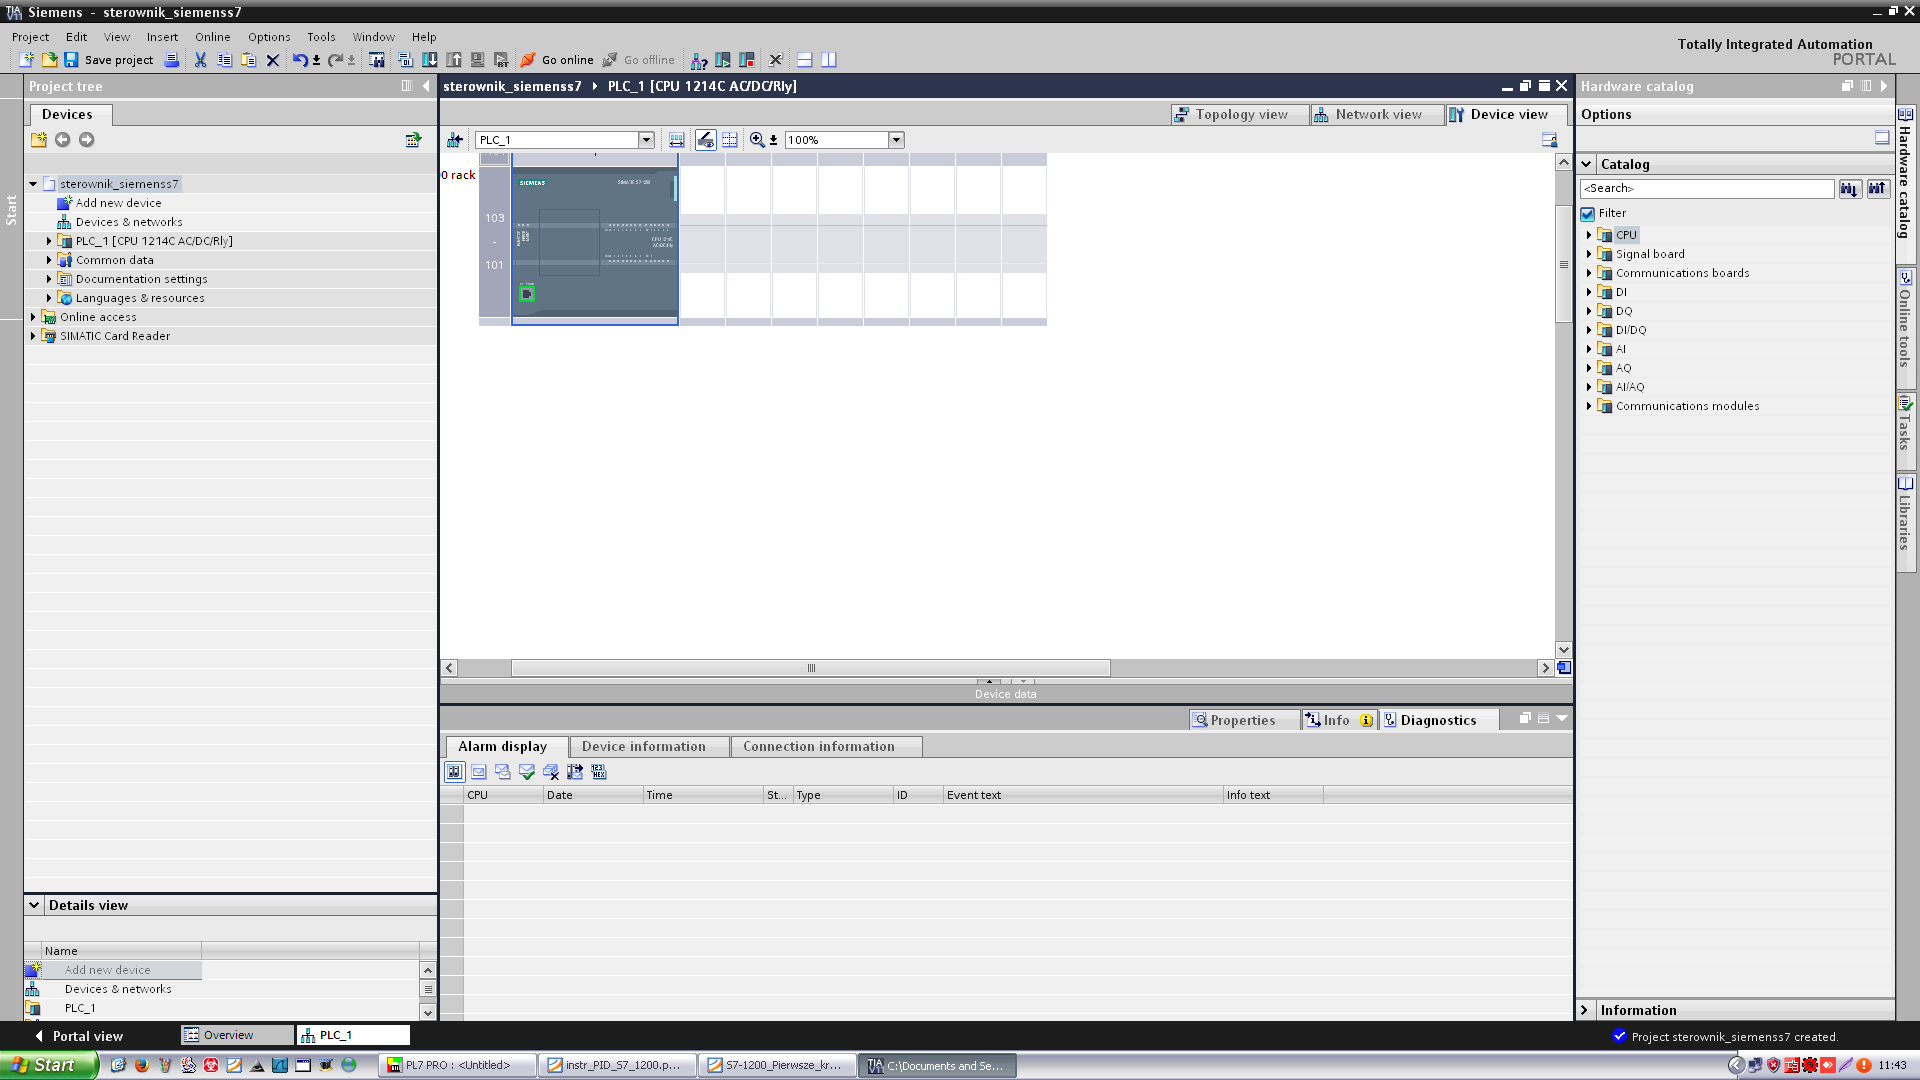 Siemens - sterownik_siemenss7
Project Edit View Insert Online Options Tools Window Help
Totally Integrated Automation
PORTAL
Save project Go online Go offline
Project tree
sterownik_siemenss7 PLC_1 [CPU 1214C AC/DC/Rly]
Hardware catalog
Devices
Topology view Network view Device view
Options
PLC_1 100%
Start
0 rack
SIEMENS
103
-
101
sterownik_siemenss7
Add new device
Devices & networks
PLC_1 [CPU 1214C AC/DC/Rly]
Common data
Documentation settings
Languages & resources
Online access
SIMATIC Card Reader
Catalog
<Search>
Filter
CPU
Signal board
Communications boards
DI
DQ
DI/DQ
AI
AQ
AI/AQ
Communications modules
Hardware catalog
Online tools
Tasks
Libraries
Device data
Properties Info Diagnostics
Alarm display Device information Connection information
CPU Date Time St... Type ID Event text Info text
Details view
Name
Add new device
Devices & networks
PLC_1
Information
Portal view Overview PLC_1
Project sterownik_siemenss7 created.
Start PL7 PRO : <Untitled> instr_PID_S7_1200.p... S7-1200_Pierwsze_kr... C:\Documents and Se... 11:43